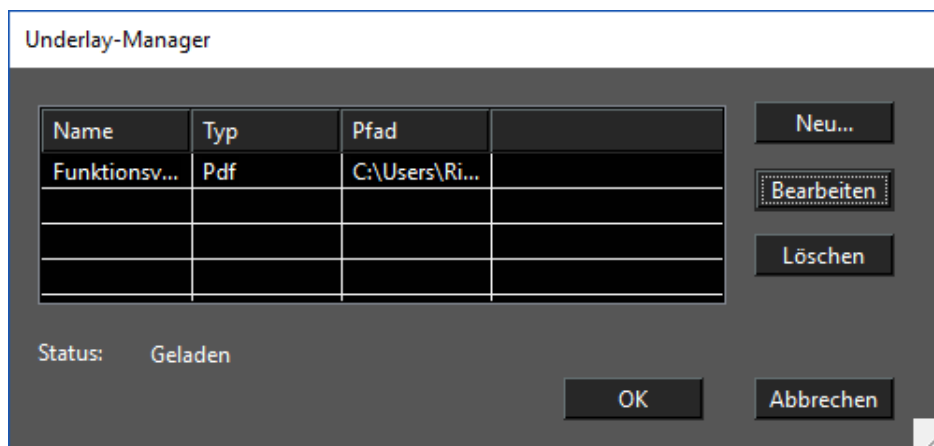 Underlay-Manager
Name Typ Pfad
Neu...
Funktionsv... Pdf C:\Users\Ri...
Bearbeiten
Löschen
Status: Geladen
OK Abbrechen